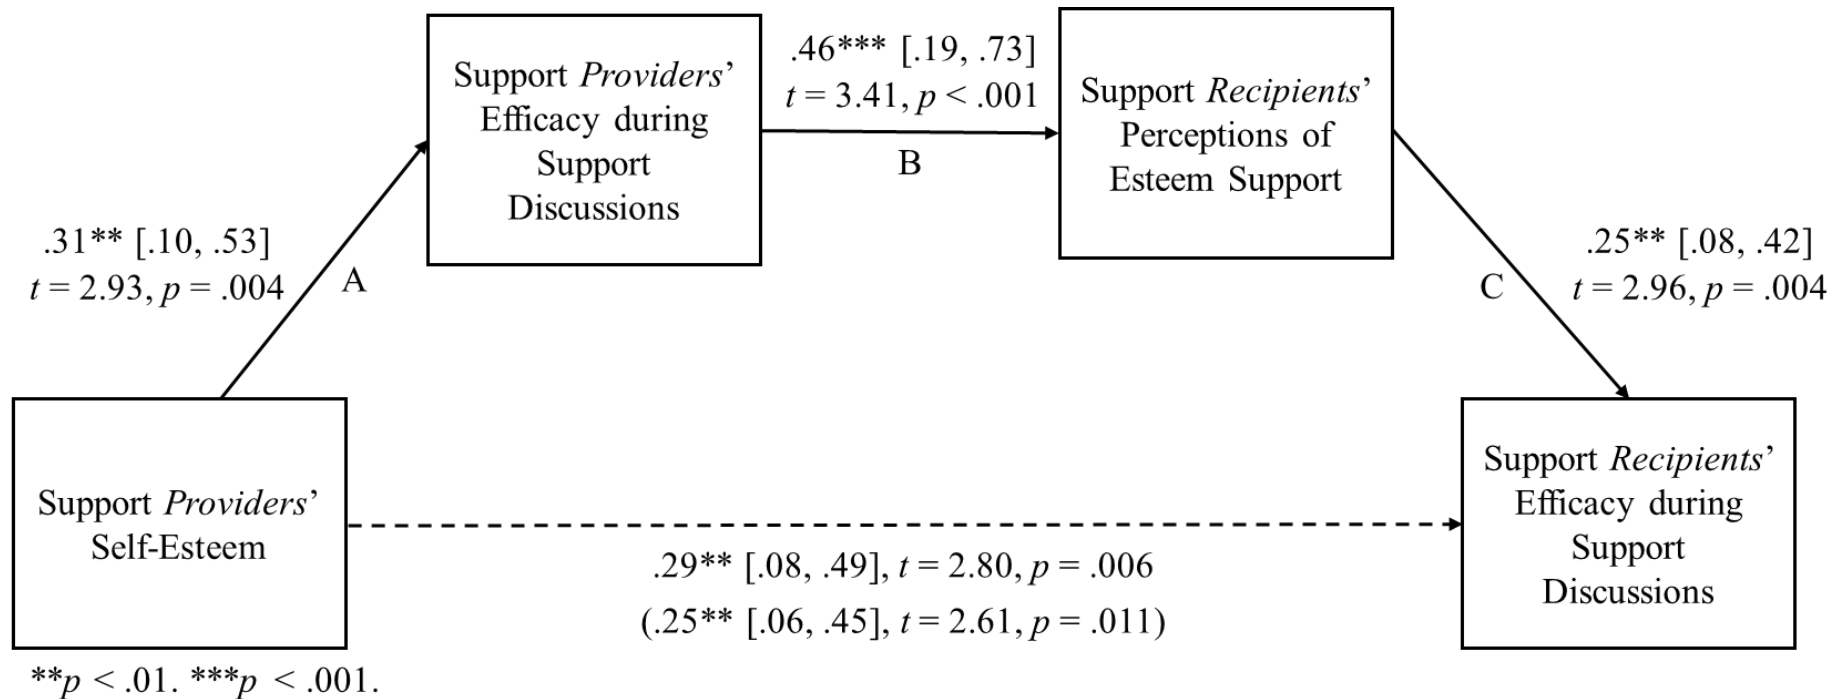 Support Providers’
Self-Esteem
.31** [.10, .53]
t = 2.93, p = .004
A
Support Providers’
Efficacy during
Support
Discussions
.46*** [.19, .73]
t = 3.41, p < .001
B
Support Recipients’
Perceptions of
Esteem Support
.25** [.08, .42]
t = 2.96, p = .004
C
Support Recipients’
Efficacy during
Support
Discussions
.29** [.08, .49], t = 2.80, p = .006
(.25** [.06, .45], t = 2.61, p = .011)
**p < .01. ***p < .001.